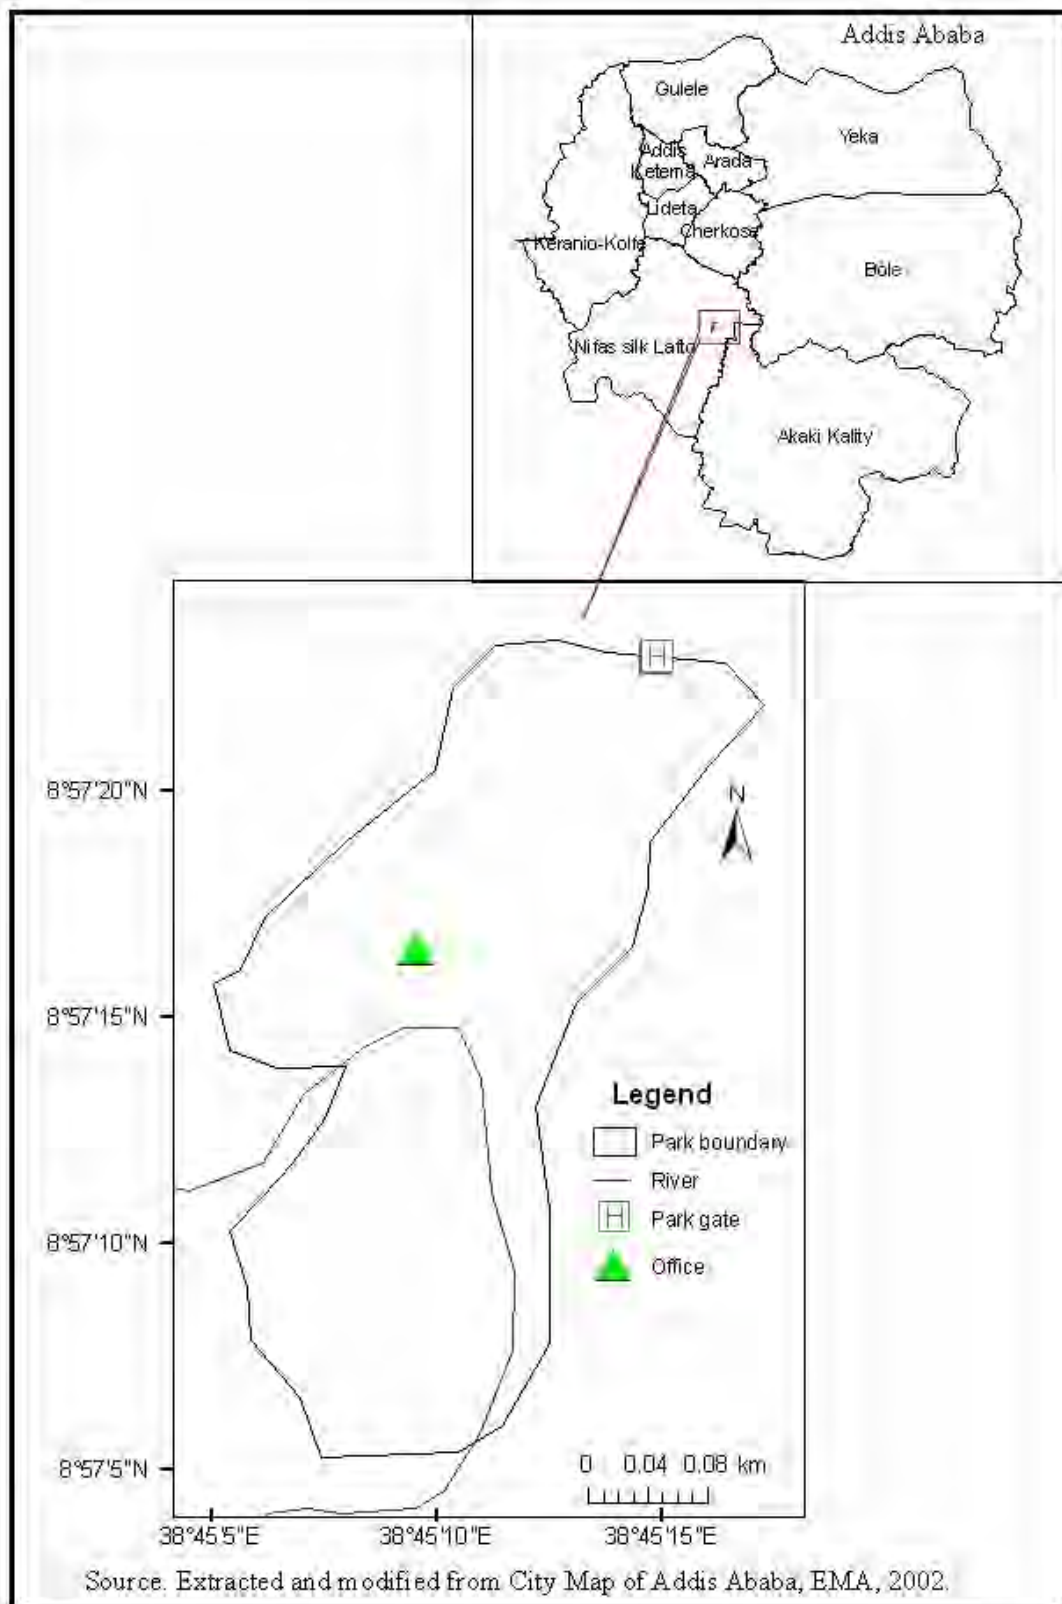 Addis Ababa
Gulele
Yeka
Addis
Ketema
Arada
Lideta
Cherkose
Keranio-Kolfe
Bole
Nifas silk Lafto
Akaki Kality
H
N
8°57'20"N
8°57'15"N
8°57'10"N
8°57'5"N
Legend
Park boundary
River
H Park gate
Office
0 0.04 0.08 km
38°45'5"E 38°45'10"E 38°45'15"E
Source. Extracted and modified from City Map of Addis Ababa, EMA, 2002.